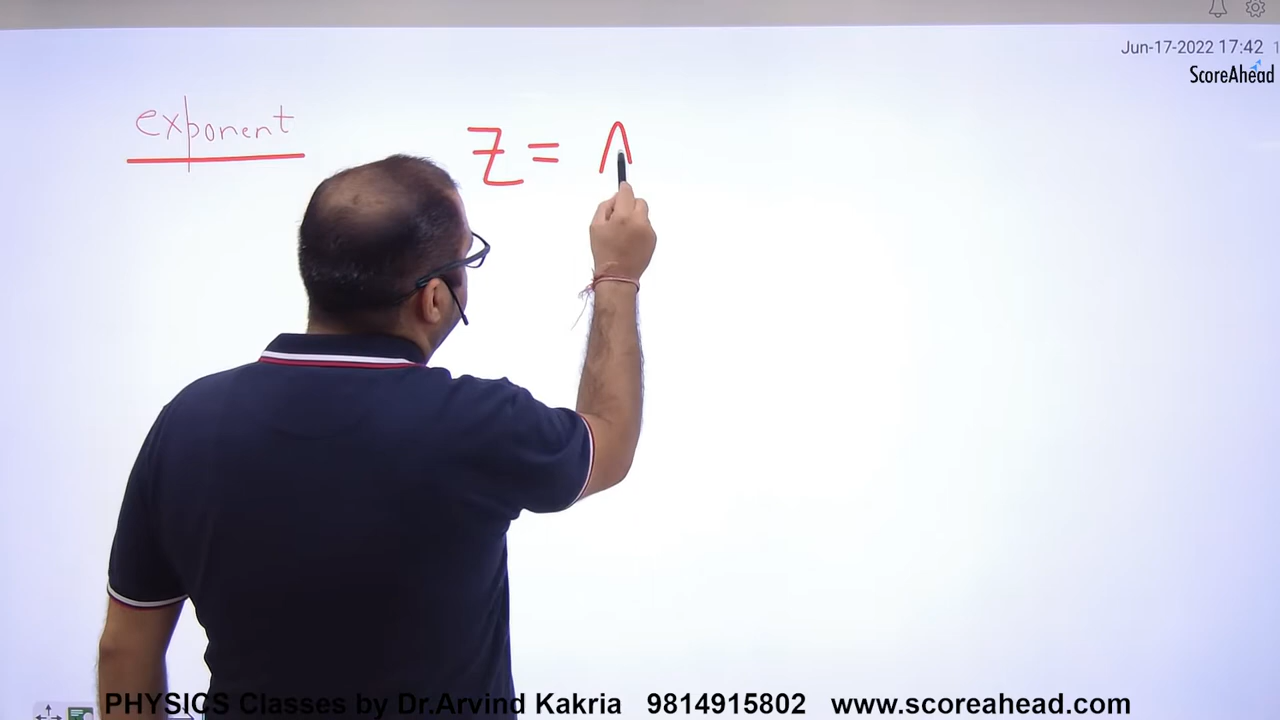 Jun-17-2022 17:42
ScoreAhead
exponent
Z =
PHYSICS Classes by Dr.Arvind Kakria 9814915802 www.scoreahead.com